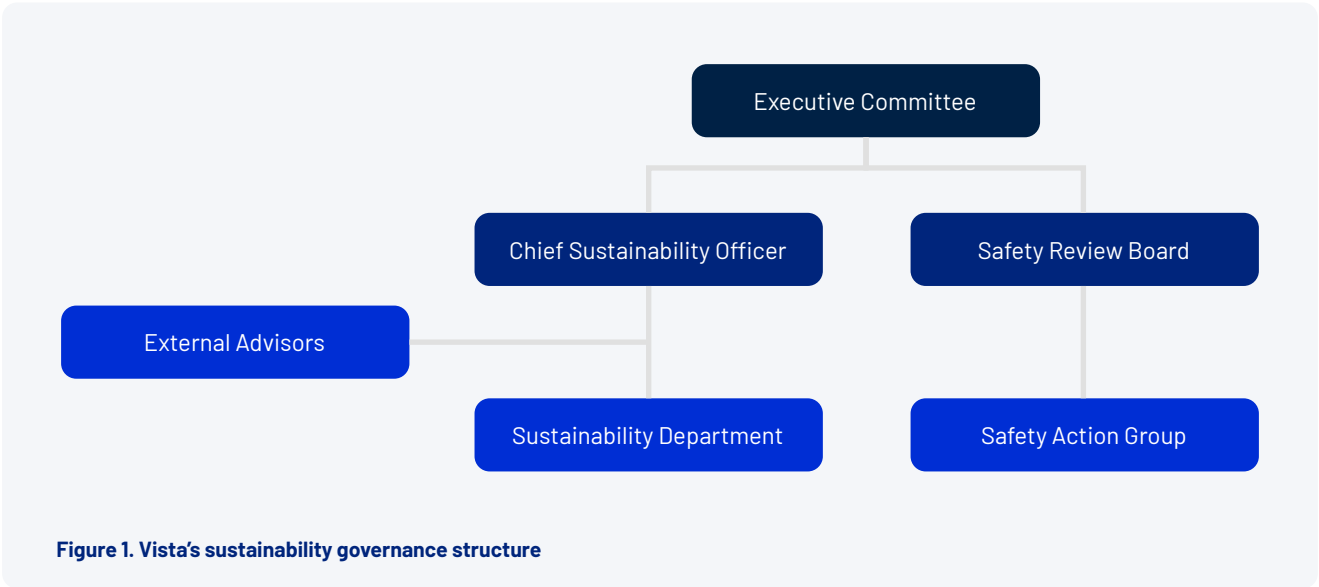 Executive Committee
Chief Sustainability Officer
Safety Review Board
External Advisors
Sustainability Department
Safety Action Group
Figure 1. Vista’s sustainability governance structure